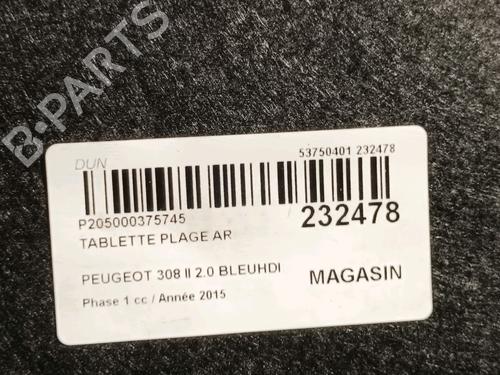 B-PARTS
DUN
53750401 232478
P205000375745
232478
TABLETTE PLAGE AR
PEUGEOT 308 II 2.0 BLEUHDI
MAGASIN
Phase 1 cc / Année 2015